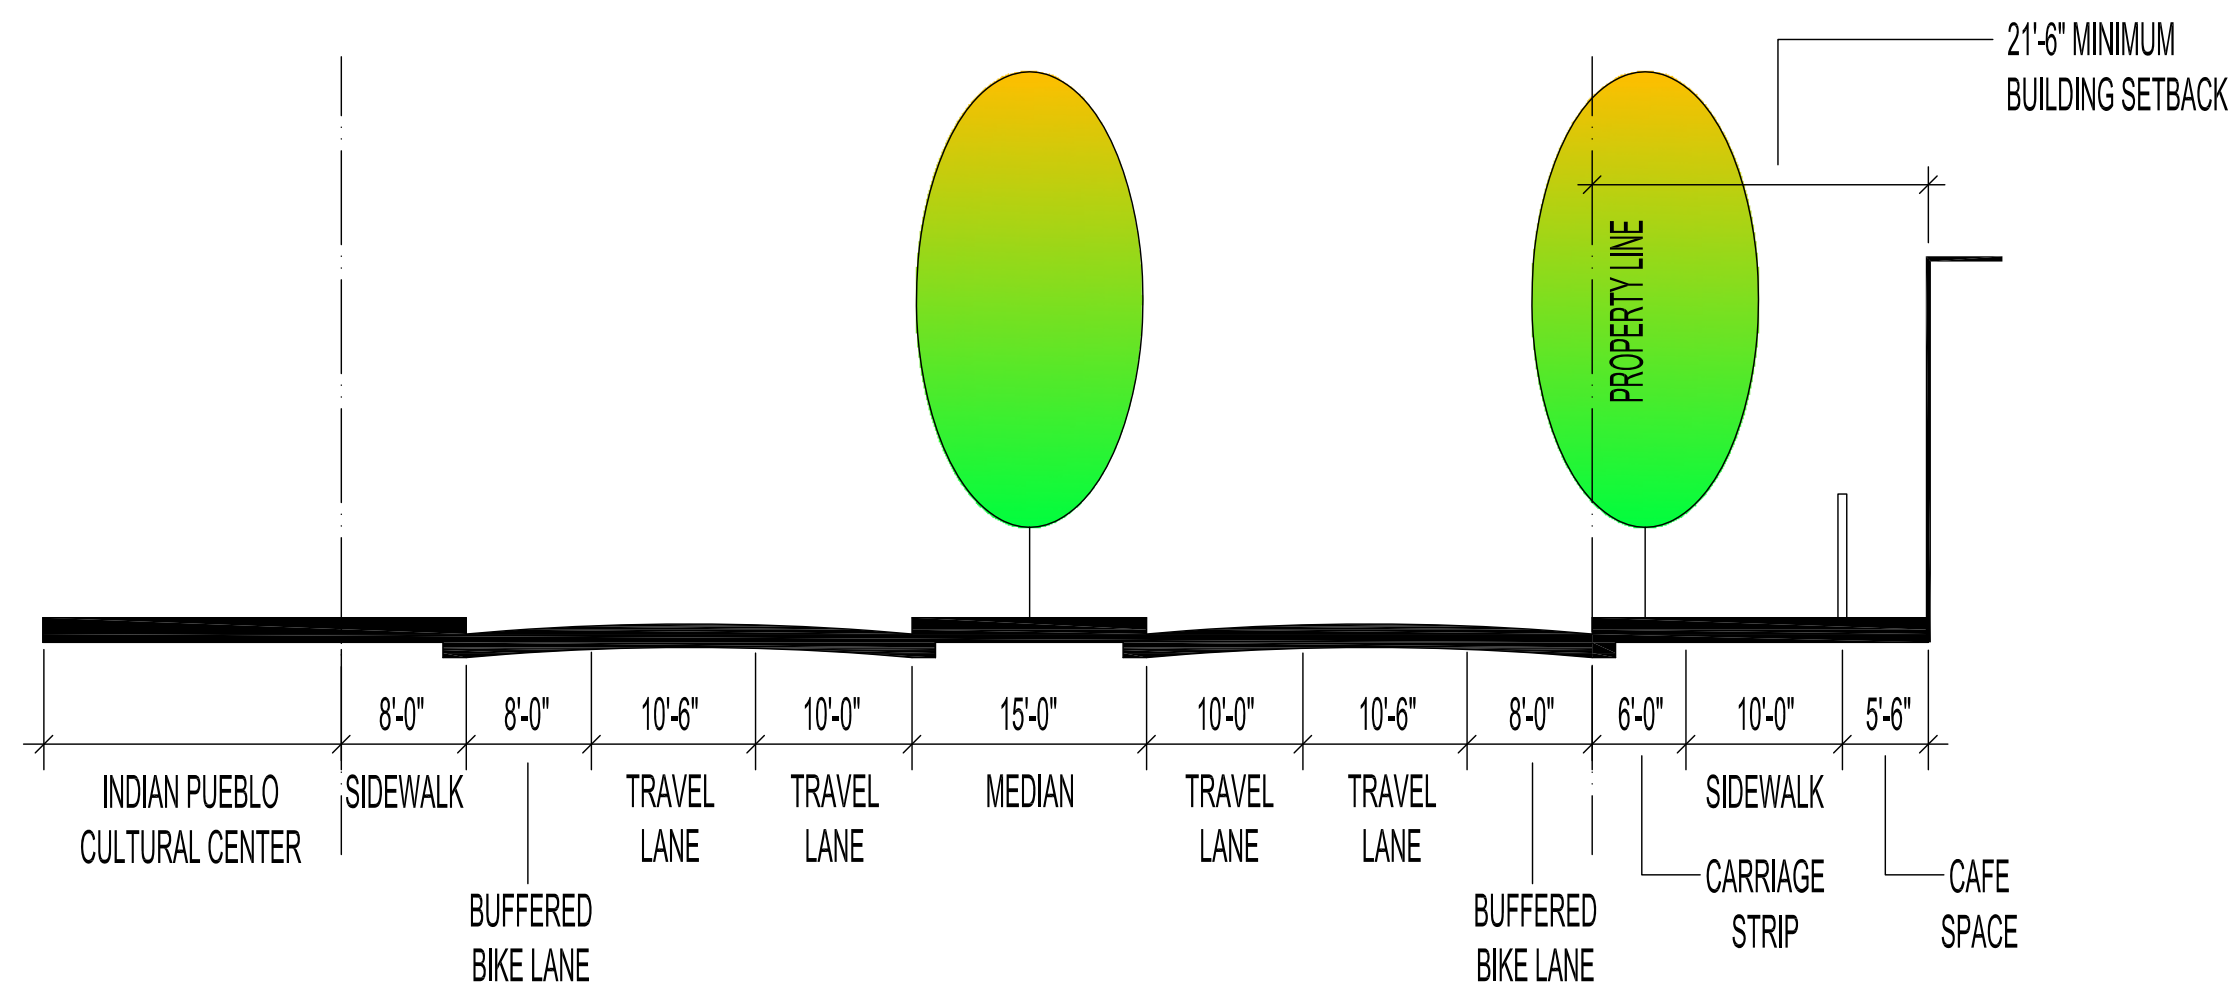 21'-6" MINIMUM
BUILDING SETBACK
PROPERTY LINE
8'-0"
8'-0"
10'-6"
10'-0"
15'-0"
10'-0"
10'-6"
8'-0"
6'-0"
10'-0"
5'-6"
INDIAN PUEBLO
CULTURAL CENTER
SIDEWALK
BUFFERED
BIKE LANE
TRAVEL
LANE
TRAVEL
LANE
MEDIAN
TRAVEL
LANE
TRAVEL
LANE
BUFFERED
BIKE LANE
CARRIAGE
STRIP
SIDEWALK
CAFE
SPACE